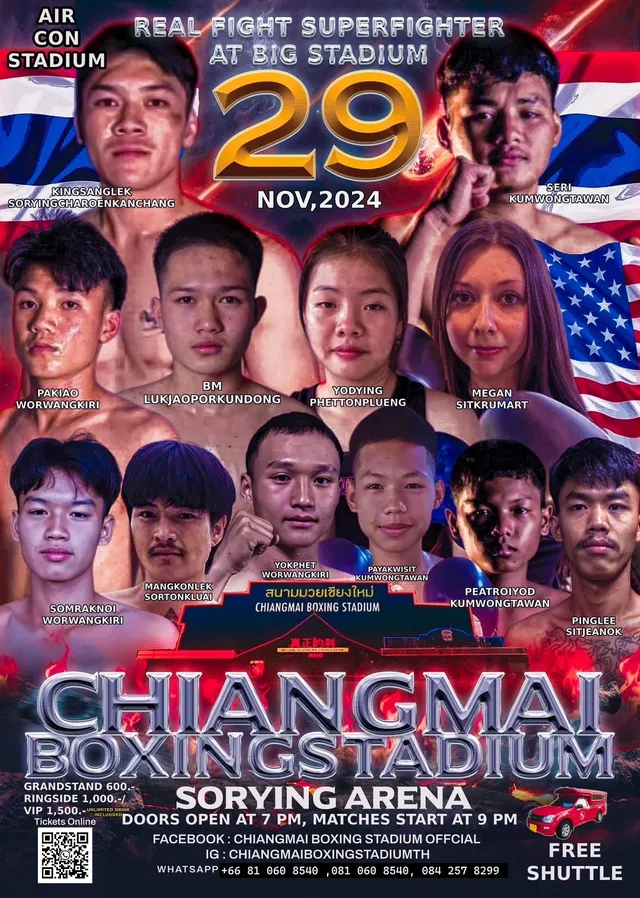 AIR
CON
STADIUM
REAL FIGHT SUPERFIGHTER
AT BIG STADIUM
29
NOV,2024
KINGSANGLEK
SORYINGCHAROENKANCHANG
SERI
KUMWONGTAWAN
PAKIAO
WORWANGKIRI
BM
LUKJAOPORKUNDONG
YODYING
PHETTONPLUENG
MEGAN
SITKRUMART
SOMRAKNOI
WORWANGKIRI
MANGKONLEK
SORTONKLUAI
YOKPHET
WORWANGKIRI
PAYAKWISIT
KUMWONGTAWAN
PEATROIYOD
KUMWONGTAWAN
PINGLEE
SITJEANOK
สนามมวยเชียงใหม่
CHIANGMAI BOXING STADIUM
CHIANGMAI
BOXINGSTADIUM
SORYING ARENA
GRANDSTAND 600.-
RINGSIDE 1,000.-/
VIP 1,500.- UNLIMITED DRINK
INCLUUDED
DOORS OPEN AT 7 PM, MATCHES START AT 9 PM
Tickets Online
FACEBOOK : CHIANGMAI BOXING STADIUM OFFCIAL
IG : CHIANGMAIBOXINGSTADIUMTH
WHATSAPP +66 81 060 8540 ,081 060 8540, 084 257 8299
FREE
SHUTTLE